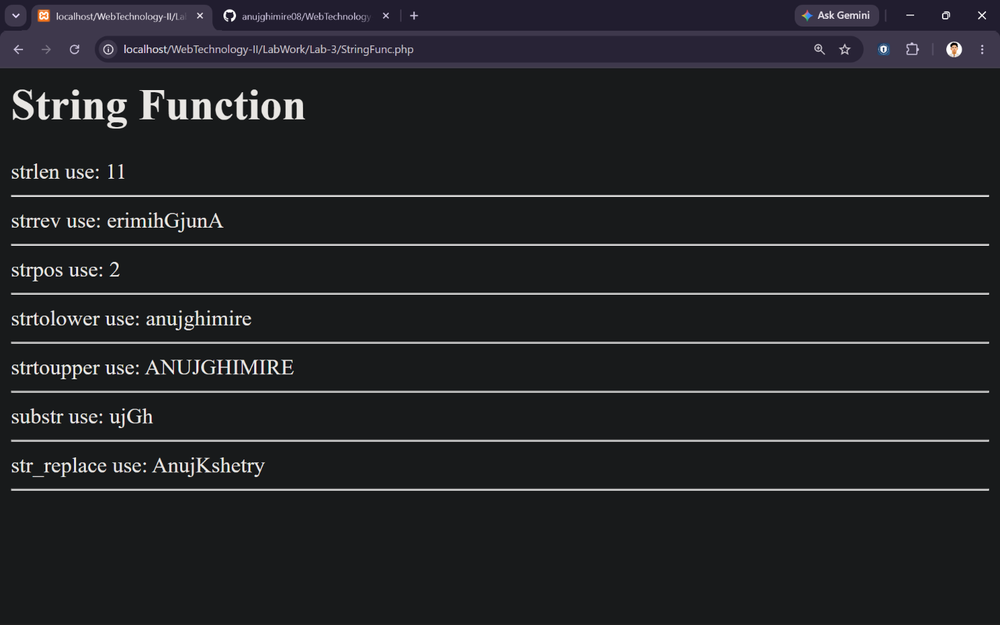 localhost/WebTechnology-II/La
anujghimire08/WebTechnology
Ask Gemini
localhost/WebTechnology-II/LabWork/Lab-3/StringFunc.php
String Function
strlen use: 11
strrev use: erimihGjunA
strpos use: 2
strtolower use: anujghimire
strtoupper use: ANUJGHIMIRE
substr use: ujGh
str_replace use: AnujKshetry